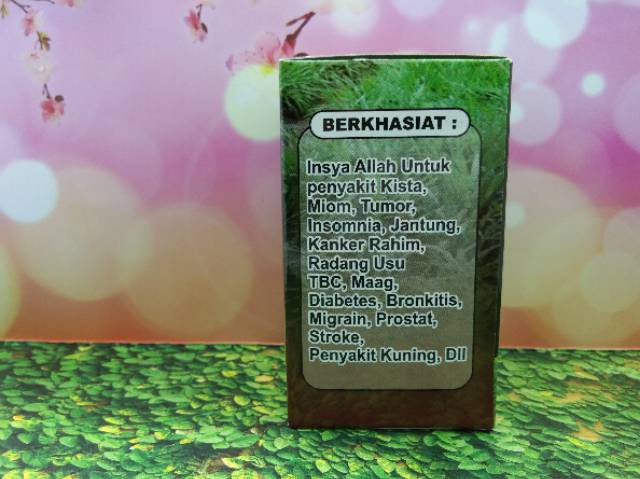 BERKHASIAT :
Insya Allah Untuk
penyakit Kista,
Miom, Tumor,
Insomnia, Jantung,
Kanker Rahim,
Radang Usu
TBC, Maag,
Diabetes, Bronkitis,
Migrain, Prostat,
Stroke,
Penyakit Kuning, Dll